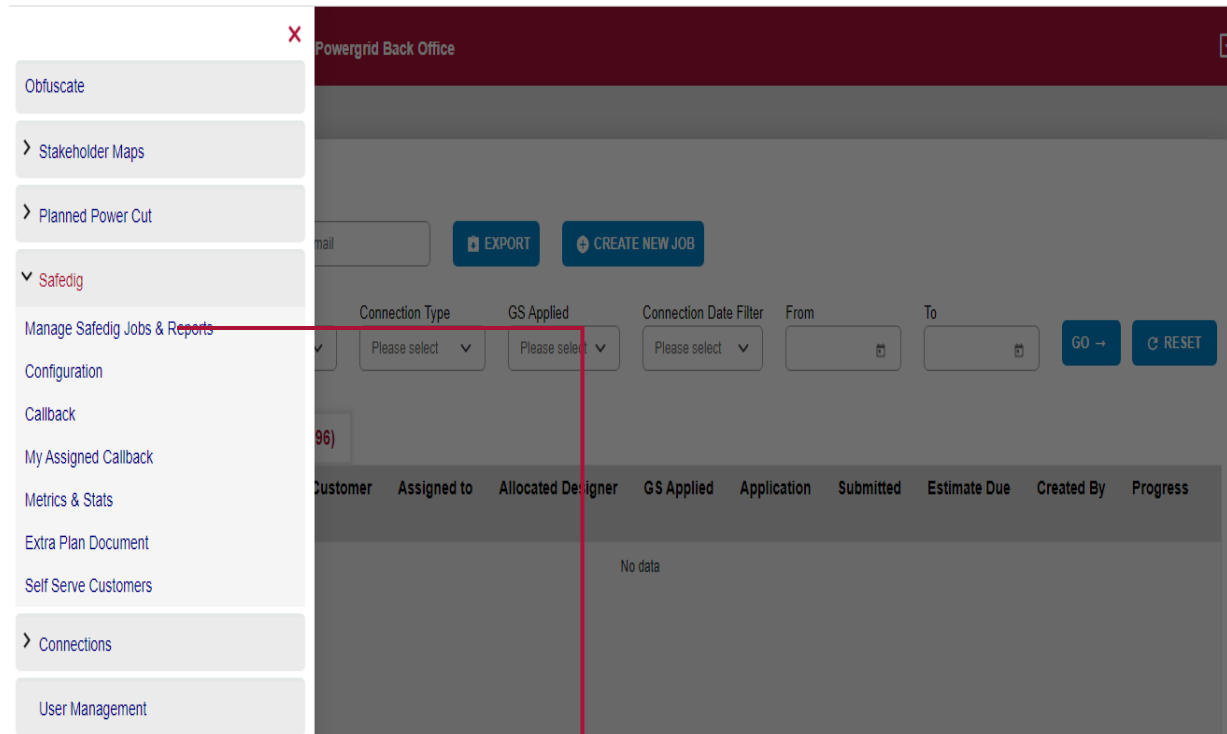 X
Powergrid Back Office
Obfuscate
Stakeholder Maps
Planned Power Cut
Safedig
Manage Safedig Jobs & Reports
Configuration
Callback
My Assigned Callback
Metrics & Stats
Extra Plan Document
Self Serve Customers
Connections
User Management
mail
EXPORT
CREATE NEW JOB
Connection Type
GS Applied
Connection Date Filter
From
To
Please select
Please select
Please select
GO →
RESET
96)
Customer
Assigned to
Allocated Designer
GS Applied
Application
Submitted
Estimate Due
Created By
Progress
No data